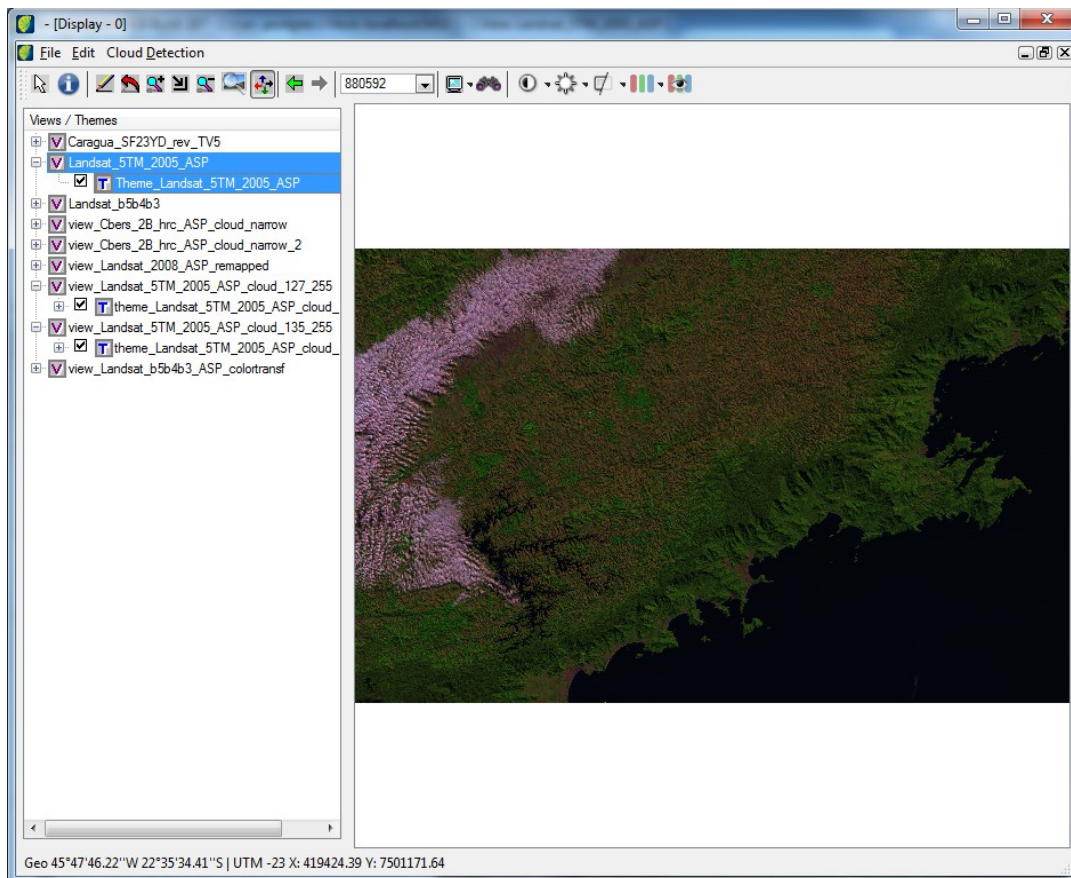 - [Display - 0]
File Edit Cloud Detection
880592
Views / Themes
Caragua_SF23YD_rev_TV5
Landsat_5TM_2005_ASP
Theme_Landsat_5TM_2005_ASP
Landsat_b5b4b3
view_Cbers_2B_hrc_ASP_cloud_narrow
view_Cbers_2B_hrc_ASP_cloud_narrow_2
view_Landsat_2008_ASP_remapped
view_Landsat_5TM_2005_ASP_cloud_127_255
theme_Landsat_5TM_2005_ASP_cloud_
view_Landsat_5TM_2005_ASP_cloud_135_255
theme_Landsat_5TM_2005_ASP_cloud_
view_Landsat_b5b4b3_ASP_colortransf
Geo 45°47'46.22''W 22°35'34.41''S | UTM -23 X: 419424.39 Y: 7501171.64